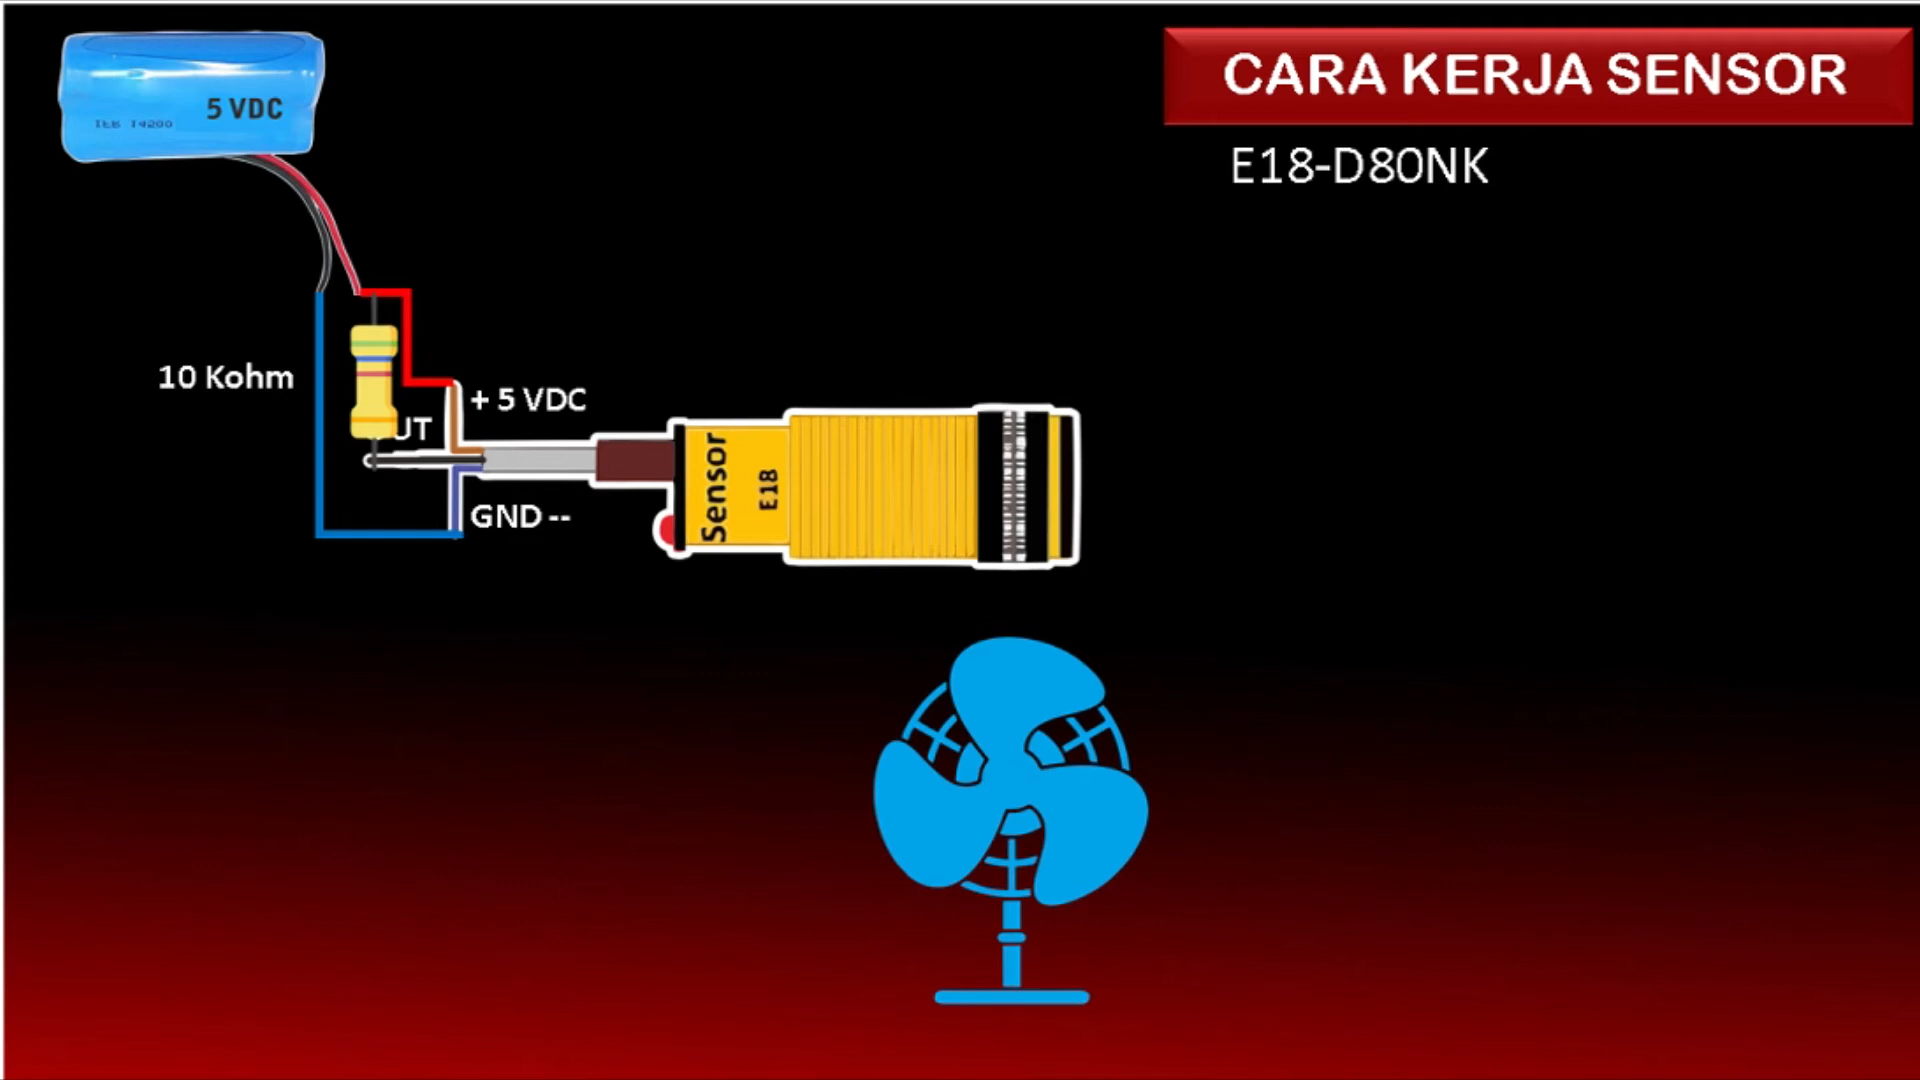 CARA KERJA SENSOR
E18-D80NK
5 VDC
10 Kohm
+ 5 VDC
UT
GND --
Sensor
E18